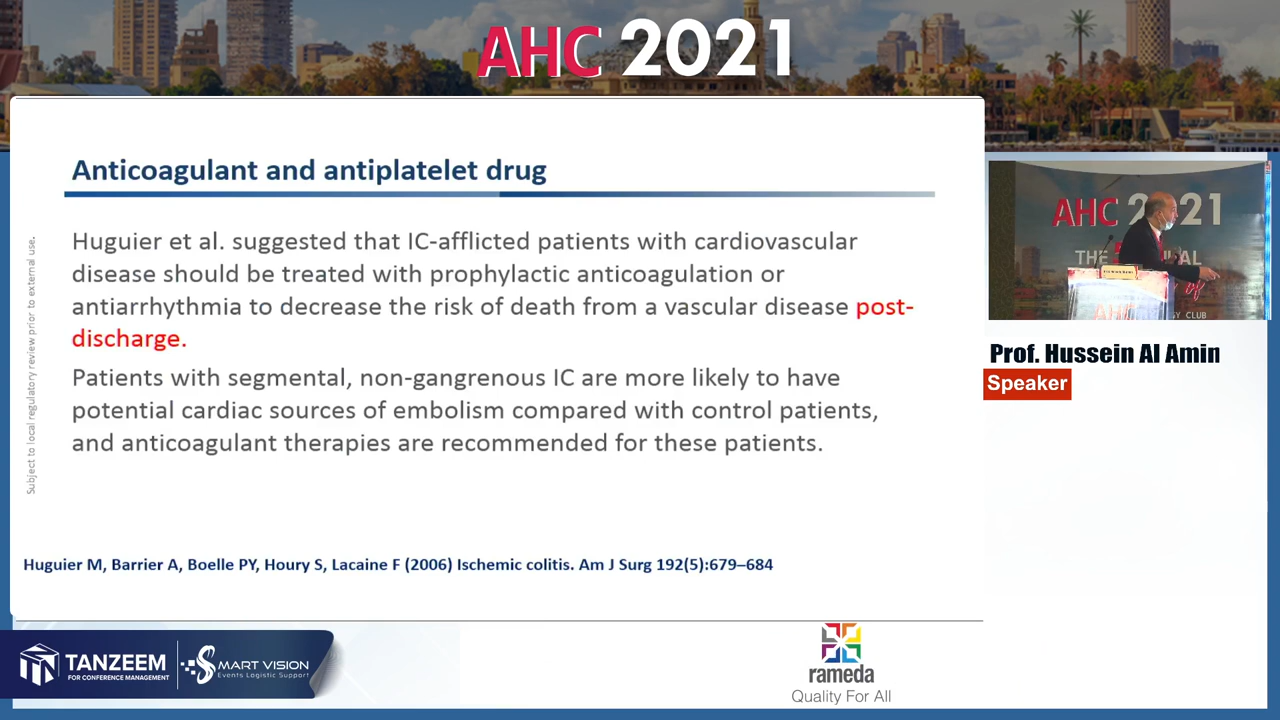 AHC 2021
Anticoagulant and antiplatelet drug
Huguier et al. suggested that IC-afflicted patients with cardiovascular
disease should be treated with prophylactic anticoagulation or
antiarrhythmia to decrease the risk of death from a vascular disease post-
discharge.
Patients with segmental, non-gangrenous IC are more likely to have
potential cardiac sources of embolism compared with control patients,
and anticoagulant therapies are recommended for these patients.
Subject to local regulatory review prior to external use.
Huguier M, Barrier A, Boelle PY, Houry S, Lacaine F (2006) Ischemic colitis. Am J Surg 192(5):679–684
AHC 2021
THE
of
CLUB
Prof. Hussein Al Amin
Speaker
TANZEEM
FOR CONFERENCE MANAGEMENT
SMART VISION
Events Logistic Support
rameda
Quality For All